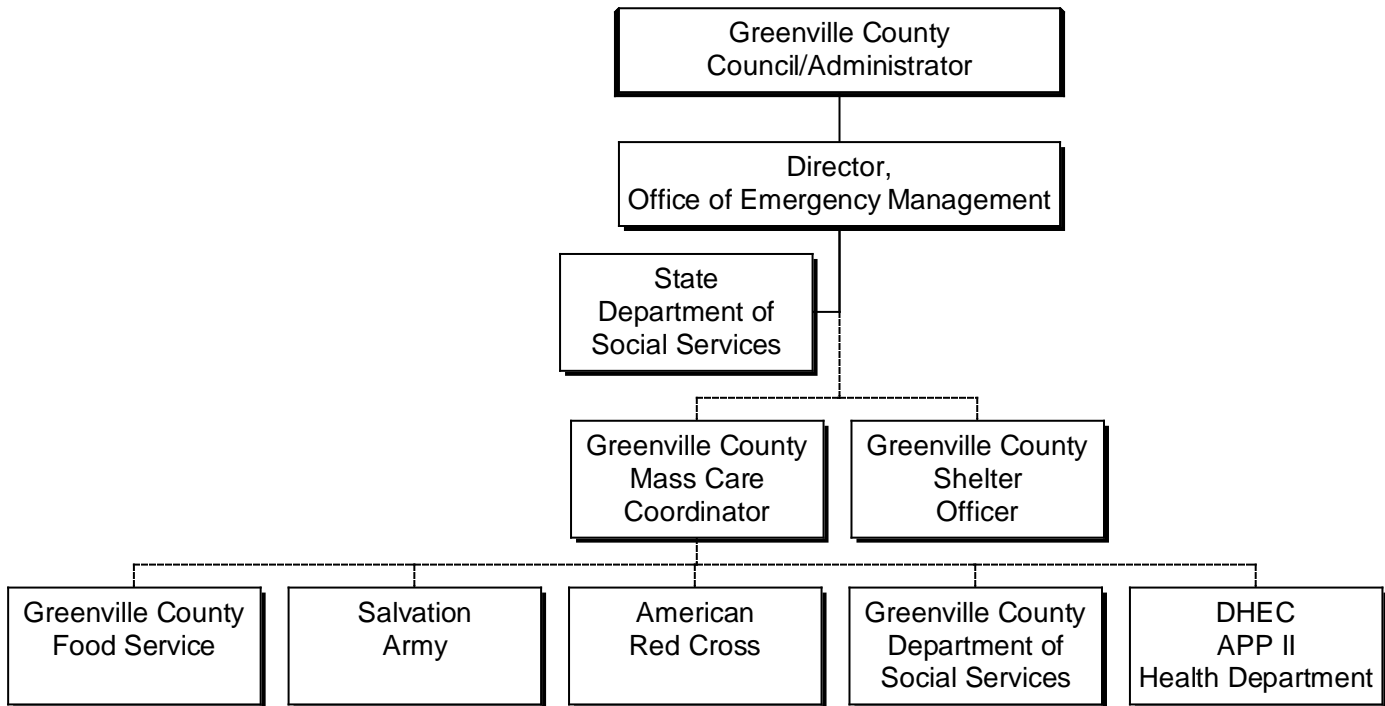 Greenville County
Council/Administrator
Director,
Office of Emergency Management
State
Department of
Social Services
Greenville County
Mass Care
Coordinator
Greenville County
Shelter
Officer
Greenville County
Food Service
Salvation
Army
American
Red Cross
Greenville County
Department of
Social Services
DHEC
APP II
Health Department